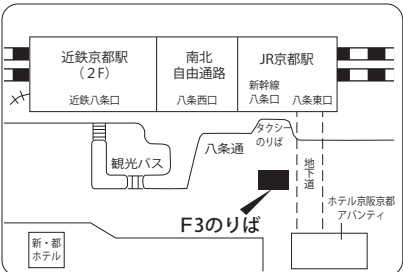 近鉄京都駅
（2F）
近鉄八条口
南北
自由通路
八条西口
JR京都駅
新幹線
八条口
八条東口
タクシー
のりば
八条通
観光バス
地下道
F3のりば
ホテル京阪京都
アバンティ
新・都
ホテル